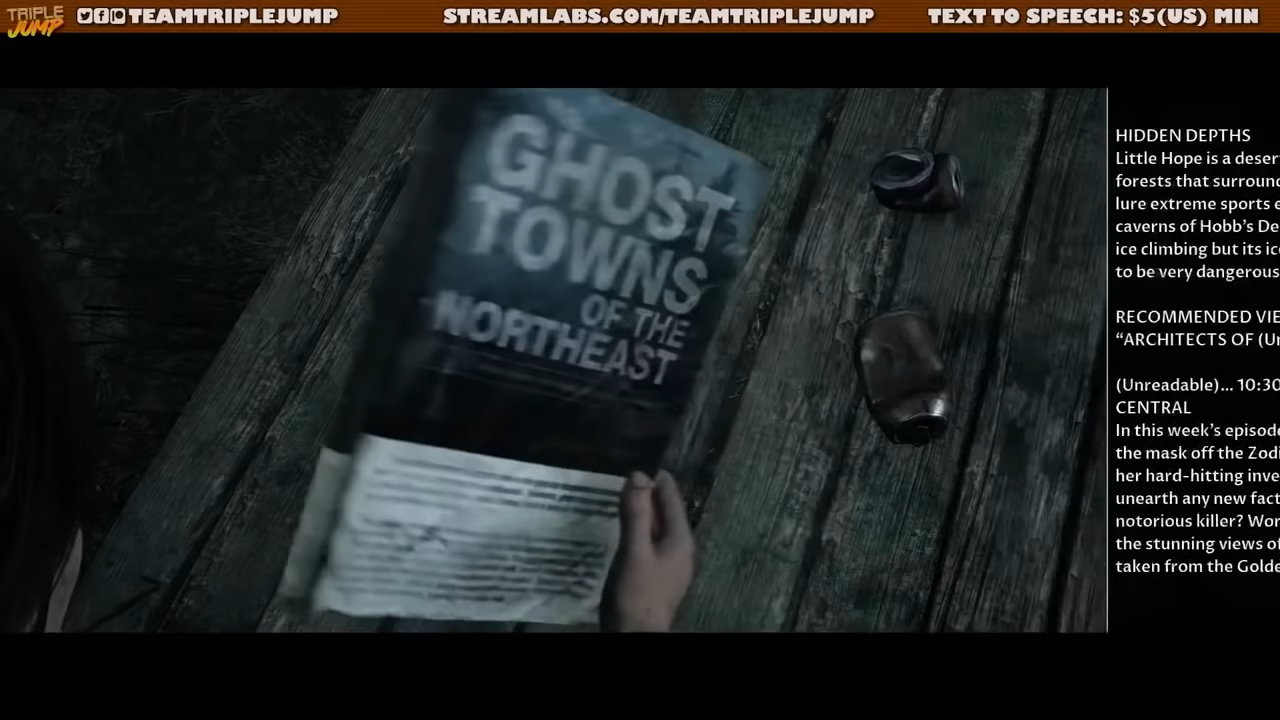 TRIPLE
JUMP
TEAMTRIPLEJUMP
STREAMLABS.COM/TEAMTRIPLEJUMP
TEXT TO SPEECH: $5(US) MIN
GHOST
TOWNS
OF THE
NORTHEAST
HIDDEN DEPTHS
Little Hope is a deser
forests that surroun
lure extreme sports e
caverns of Hobb's De
ice climbing but its ic
to be very dangerous
RECOMMENDED VIE
"ARCHITECTS OF (Un
(Unreadable)... 10:30
CENTRAL
In this week's episod
the mask off the Zodi
her hard-hitting inve
unearth any new fact
notorious killer? Wor
the stunning views of
taken from the Golde